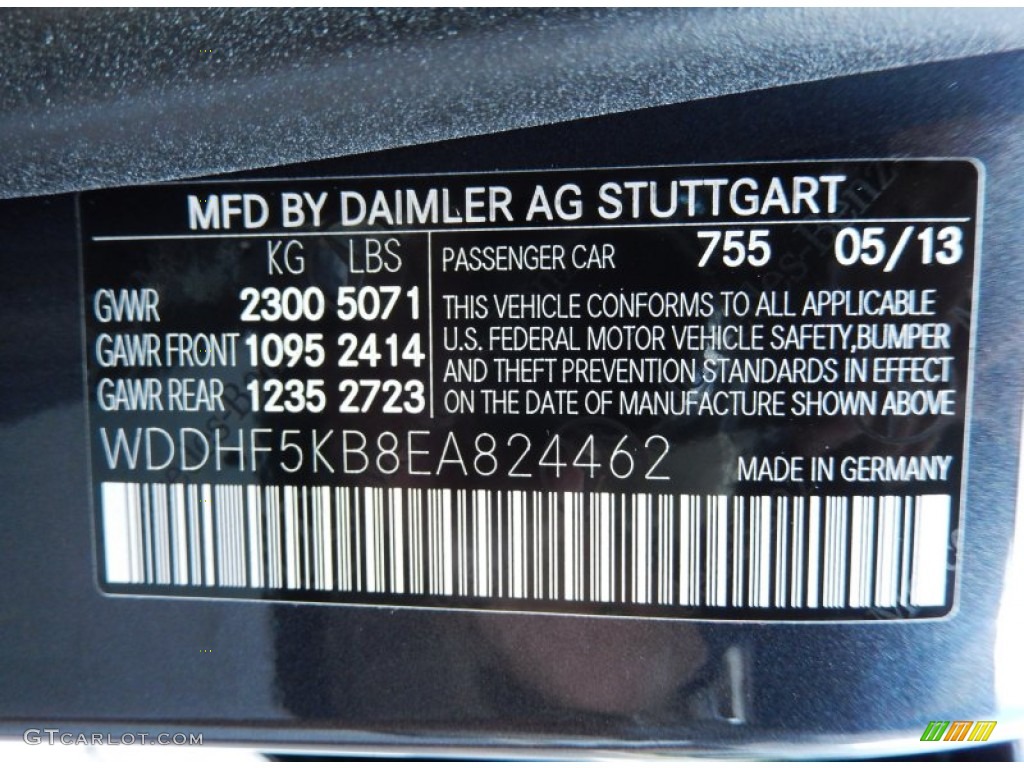 MFD BY DAIMLER AG STUTTGART
KG LBS
GVWR 2300 5071
GAWR FRONT 1095 2414
GAWR REAR 1235 2723
PASSENGER CAR 755 05/13
THIS VEHICLE CONFORMS TO ALL APPLICABLE
U.S. FEDERAL MOTOR VEHICLE SAFETY, BUMPER
AND THEFT PREVENTION STANDARDS IN EFFECT
ON THE DATE OF MANUFACTURE SHOWN ABOVE
WDDHF5KB8EA824462 MADE IN GERMANY
GTCARLOT.COM